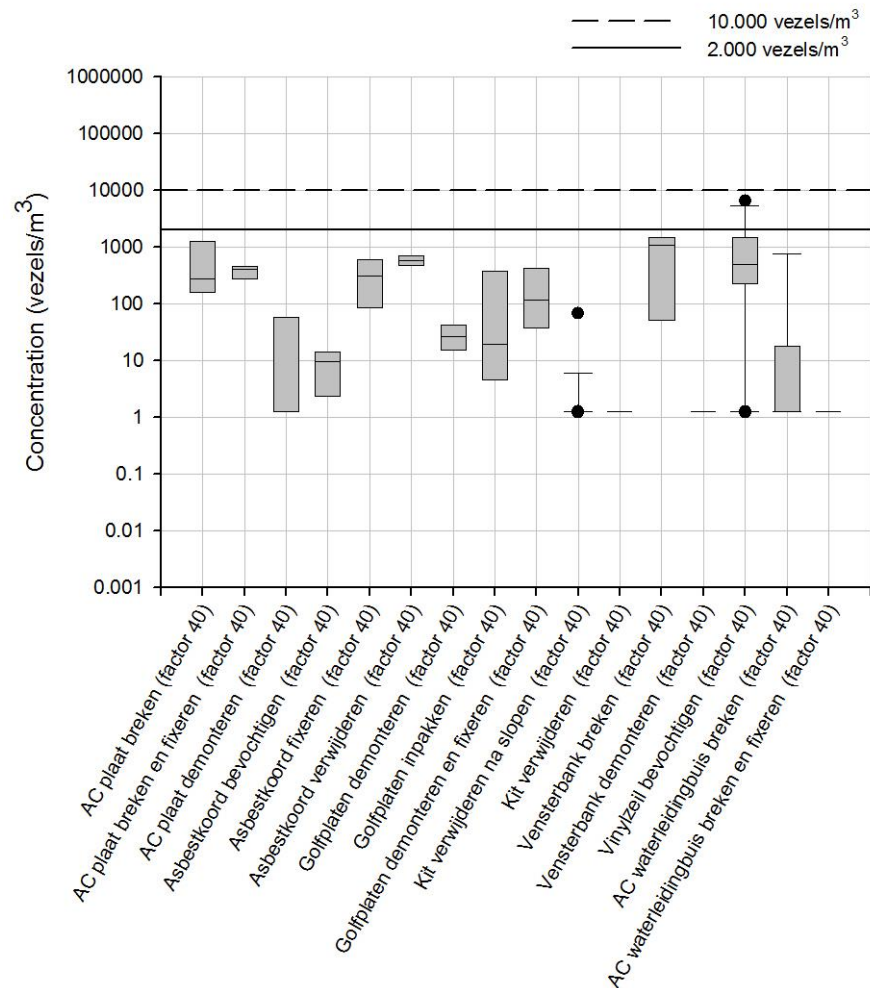 10.000 vezels/m³
2.000 vezels/m³
1000000
100000
10000
1000
100
10
1
0.1
0.01
0.001
Concentration (vezels/m³)
AC plaat breken (factor 40)
AC plaat breken en fixeren (factor 40)
AC plaat demonteren (factor 40)
Asbestkoord bevochtigen (factor 40)
Asbestkoord fixeren (factor 40)
Asbestkoord verwijderen (factor 40)
Golfplaten demonteren (factor 40)
Golfplaten inpakken (factor 40)
Golfplaten demonteren en fixeren (factor 40)
Kit verwijderen na slopen (factor 40)
Kit verwijderen (factor 40)
Vensterbank breken (factor 40)
Vensterbank demonteren (factor 40)
Vinylzeil bevochtigen (factor 40)
AC waterleidingbuis breken (factor 40)
AC waterleidingbuis breken en fixeren (factor 40)